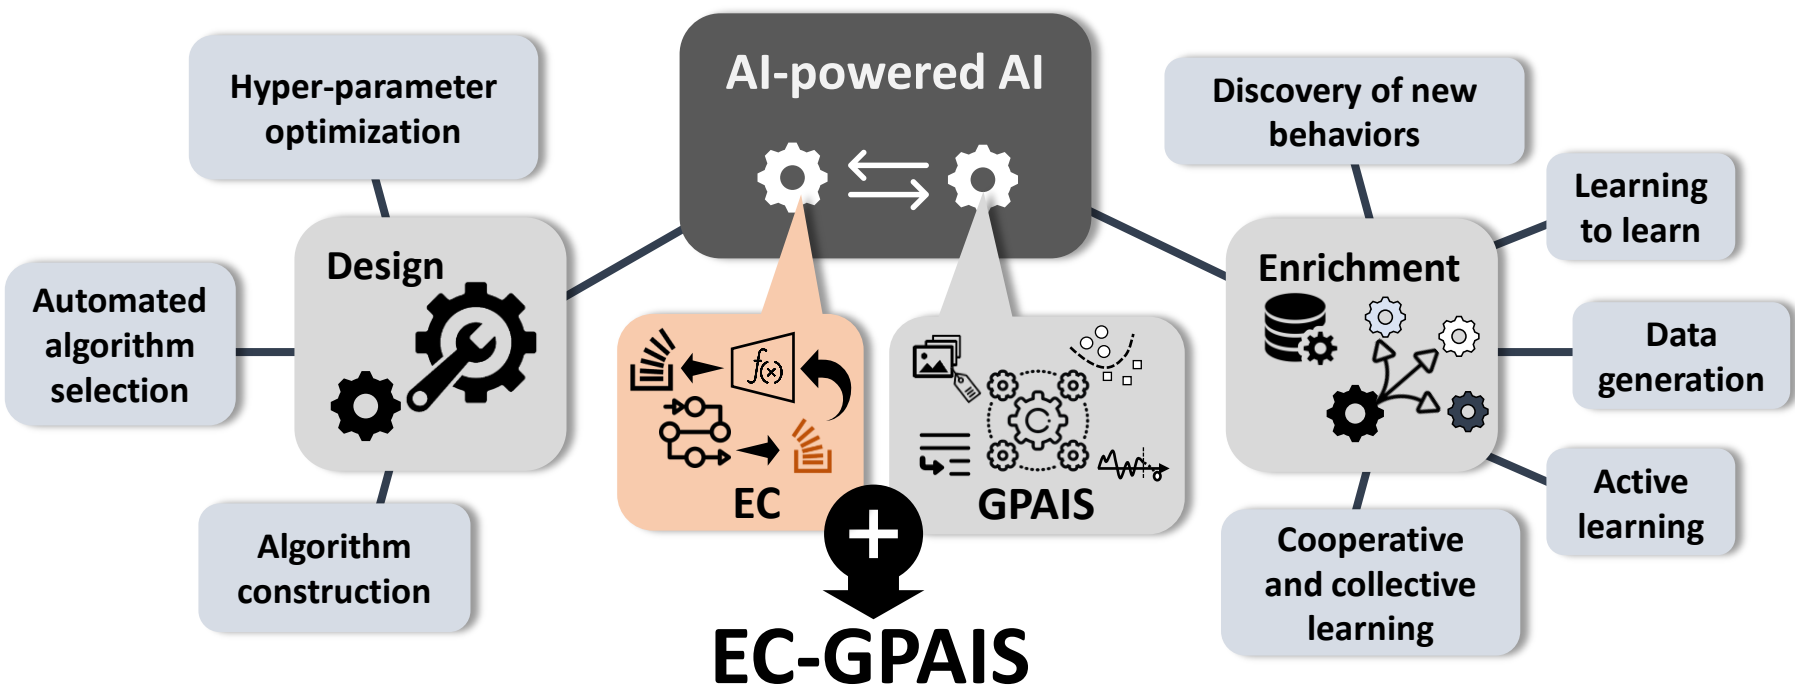 AI-powered AI
Hyper-parameter
optimization
Design
Automated
algorithm
selection
Algorithm
construction
f(x)
EC
GPAIS
+
EC-GPAIS
Discovery of new
behaviors
Learning
to learn
Enrichment
Data
generation
Active
learning
Cooperative
and collective
learning